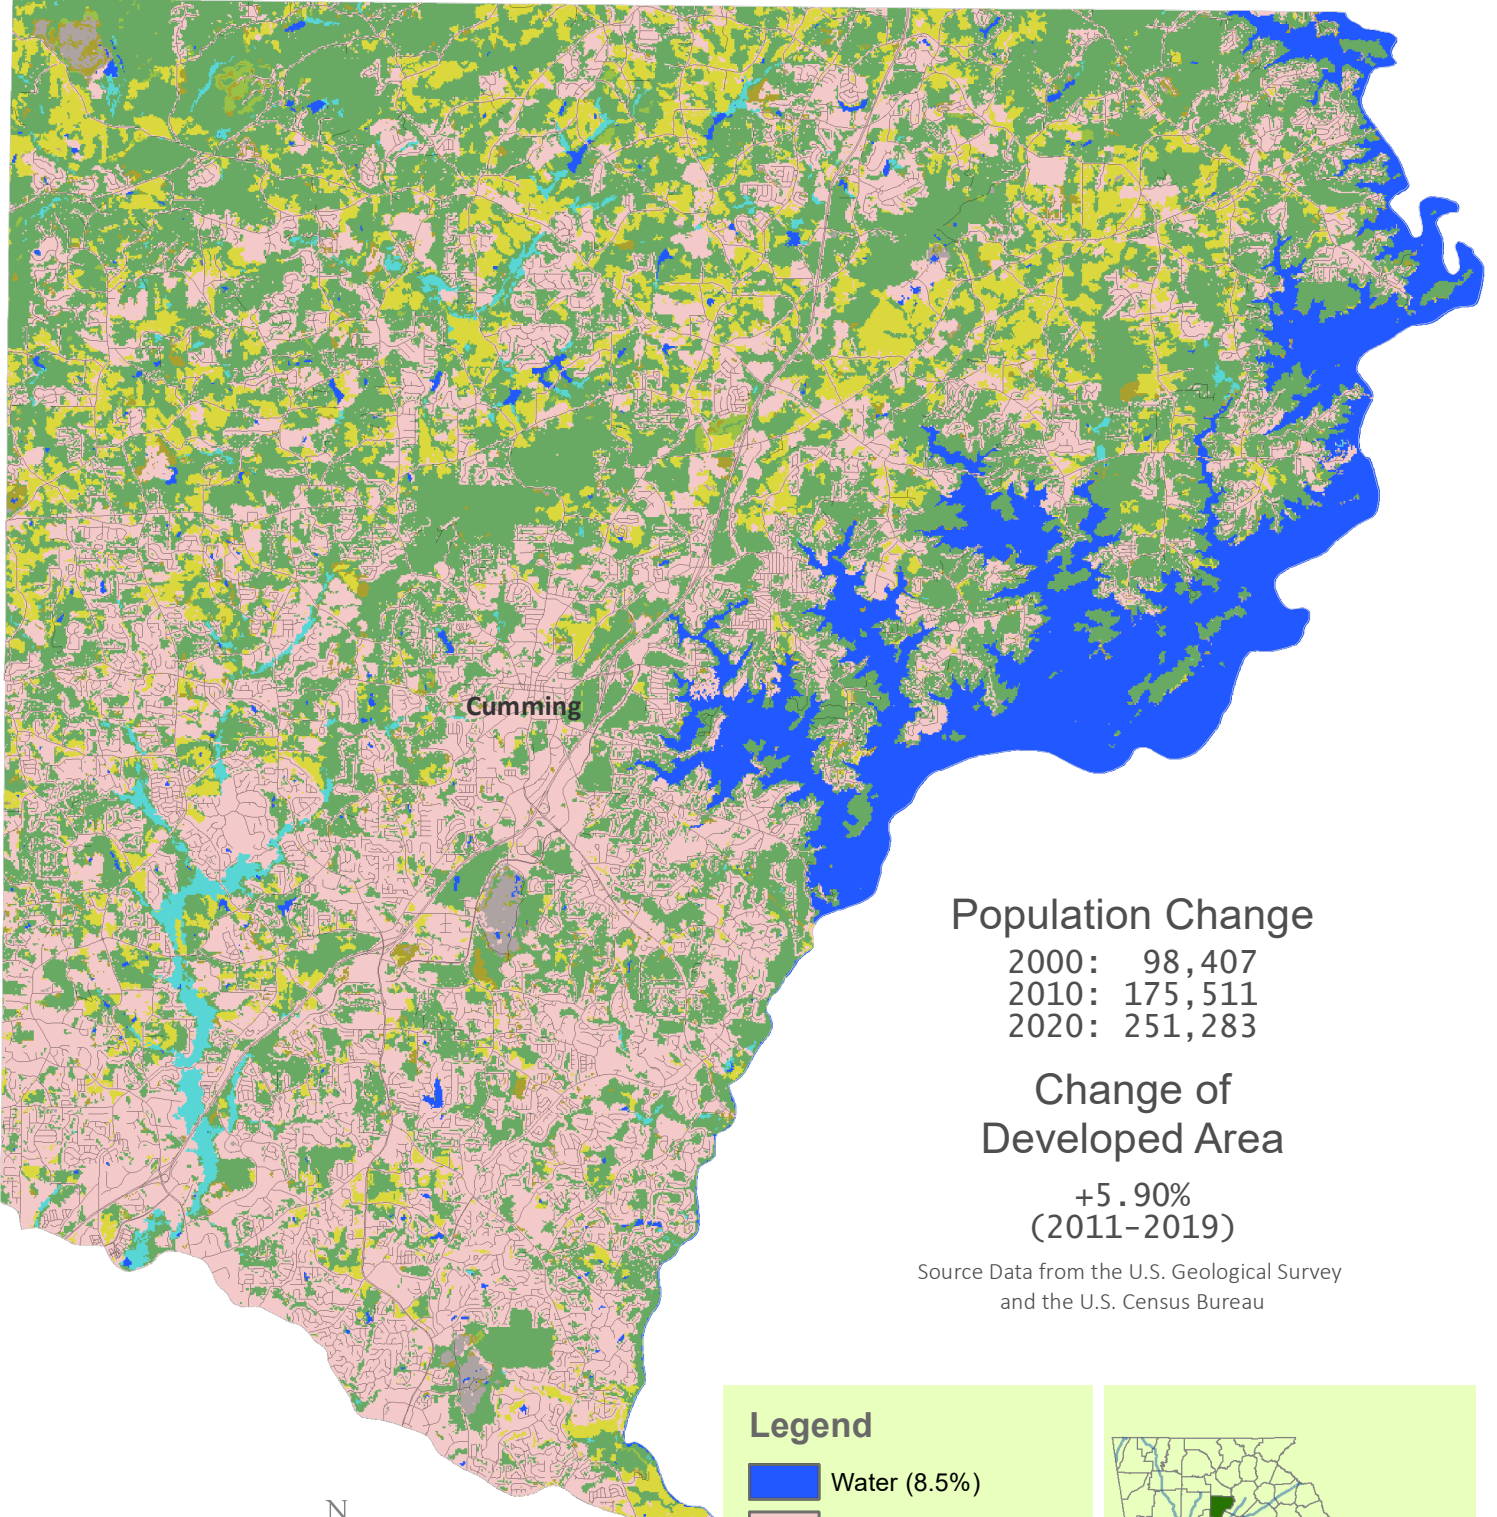 Cumming
Population Change
2000: 98,407
2010: 175,511
2020: 251,283
Change of
Developed Area
+5.90%
(2011-2019)
Source Data from the U.S. Geological Survey
and the U.S. Census Bureau
Legend
Water (8.5%)
N